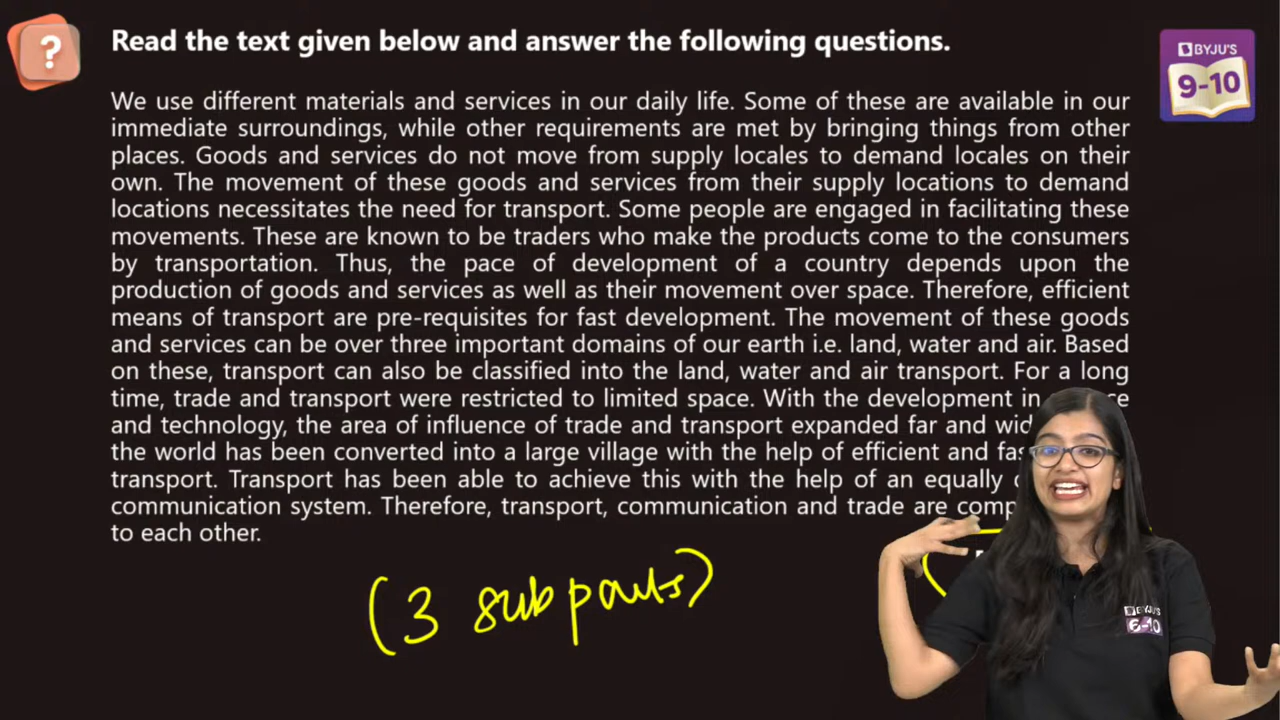 ?
Read the text given below and answer the following questions.
BYJU'S
9-10
We use different materials and services in our daily life. Some of these are available in our
immediate surroundings, while other requirements are met by bringing things from other
places. Goods and services do not move from supply locales to demand locales on their
own. The movement of these goods and services from their supply locations to demand
locations necessitates the need for transport. Some people are engaged in facilitating these
movements. These are known to be traders who make the products come to the consumers
by transportation. Thus, the pace of development of a country depends upon the
production of goods and services as well as their movement over space. Therefore, efficient
means of transport are pre-requisites for fast development. The movement of these goods
and services can be over three important domains of our earth i.e. land, water and air. Based
on these, transport can also be classified into the land, water and air transport. For a long
time, trade and transport were restricted to limited space. With the development in
and technology, the area of influence of trade and transport expanded far and
the world has been converted into a large village with the help of efficient and
transport. Transport has been able to achieve this with the help of an equally
communication system. Therefore, transport, communication and trade are
to each other.
(3 subparts)
BYJU'S
9-10